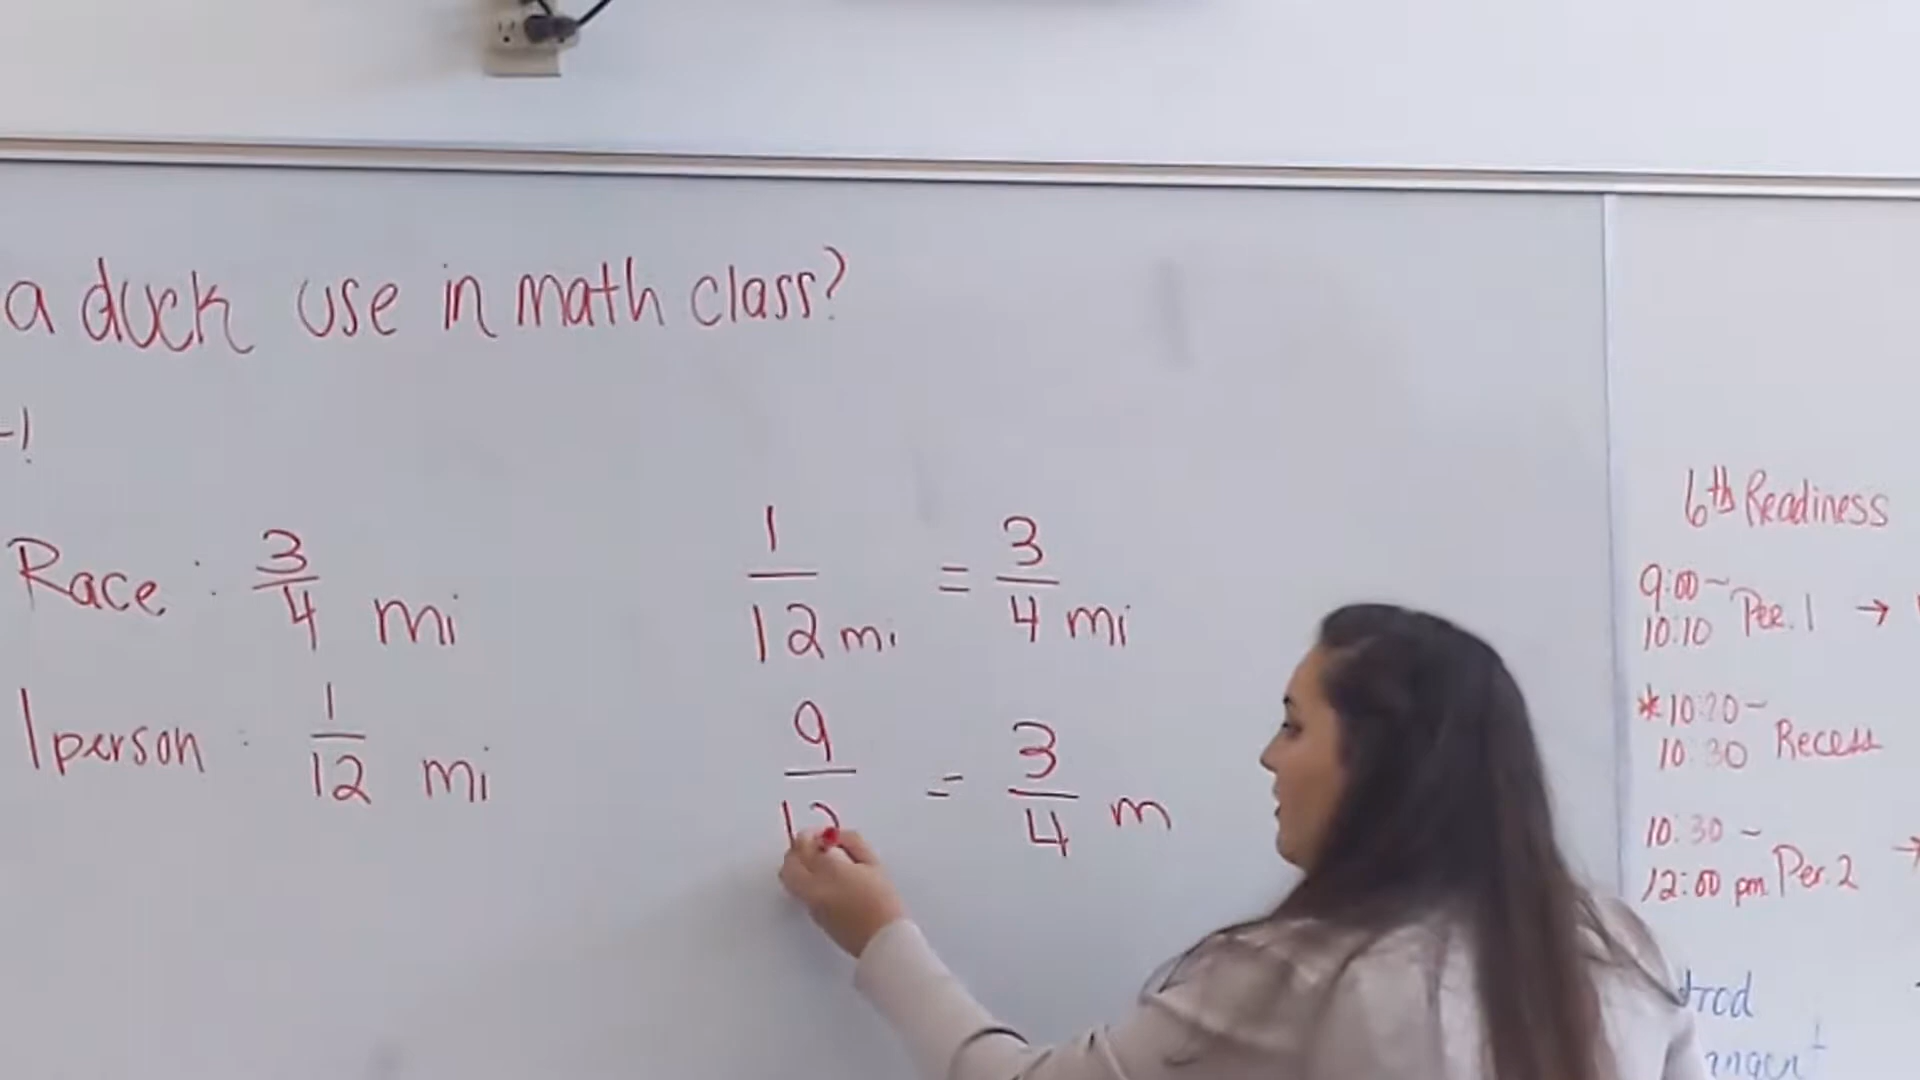 a duck use in math class?
-!
Race: 3/4 mi
1 person: 1/12 mi
1/12 mi = 3/4 mi
9/12 = 3/4 m
6th Readiness
9:00~
10:10 Per. 1 →
*10:20~
10:30 Recess
10:30 ~
12:00 pm Per. 2 →